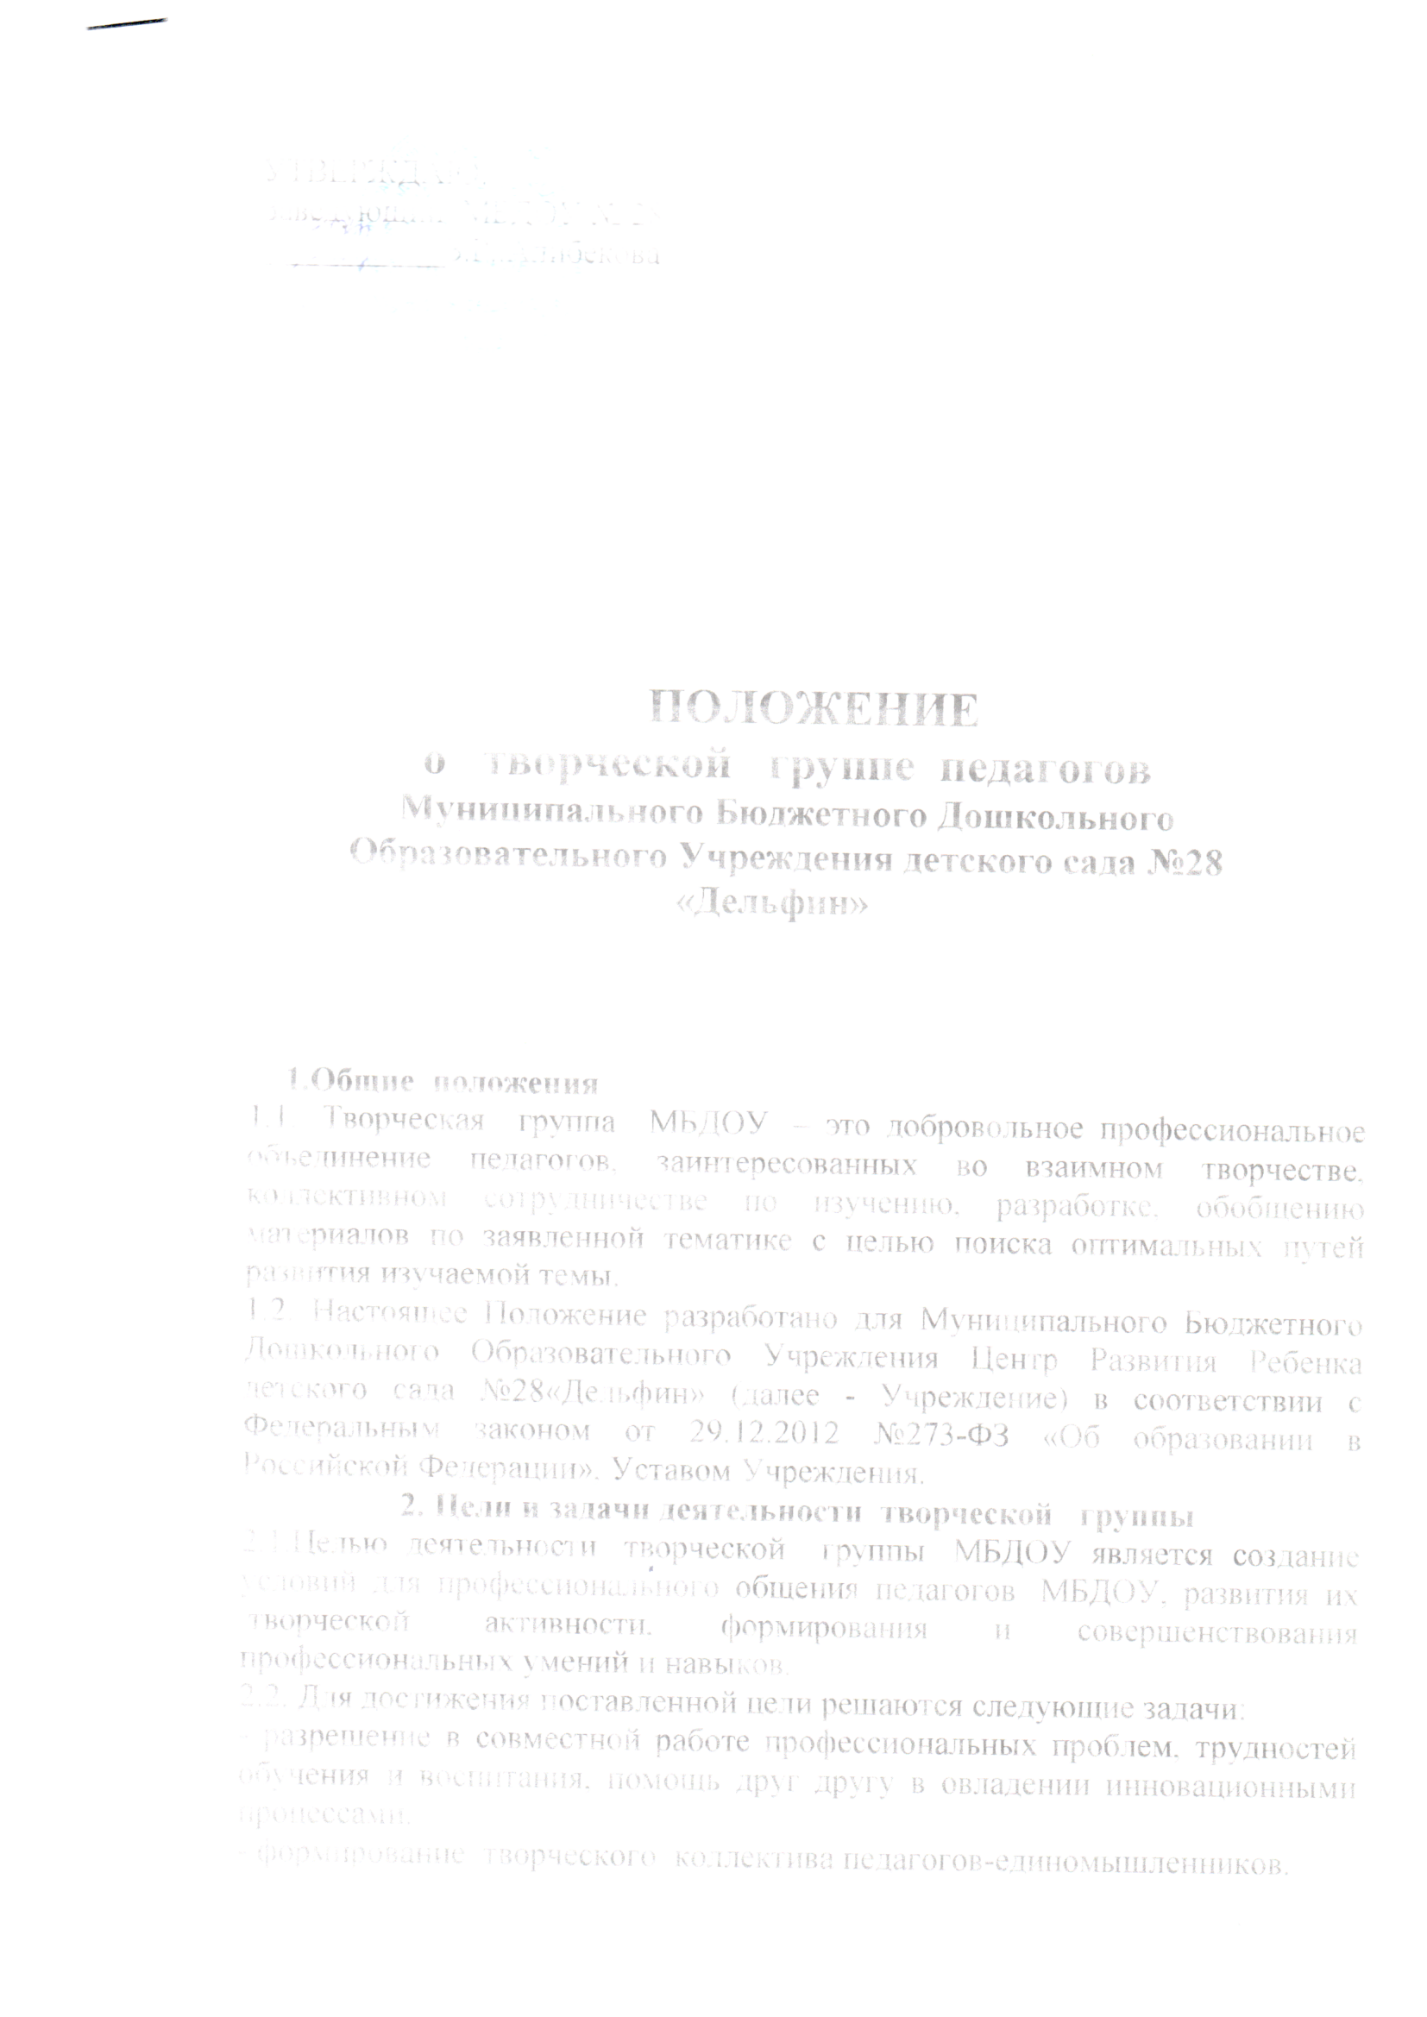 УТВЕРЖДАЮ
заведующий МБДОУ №28
ПОЛОЖЕНИЕ
о творческой группе педагогов
Муниципального Бюджетного Дошкольного
Образовательного Учреждения детского сада №28
«Дельфин»
1.Общие положения
1.1. Творческая группа МБДОУ – это добровольное профессиональное
объединение педагогов, заинтересованных во взаимном творчестве,
коллективном сотрудничестве по изучению, разработке, обобщению
материалов по заявленной тематике с целью поиска оптимальных путей
развития изучаемой темы.
1.2. Настоящее Положение разработано для Муниципального Бюджетного
Дошкольного Образовательного Учреждения Центр Развития Ребенка
детского сада №28«Дельфин» (далее - Учреждение) в соответствии с
Федеральным законом от 29.12.2012 №273-ФЗ «Об образовании в
Российской Федерации», Уставом Учреждения.
2. Цели и задачи деятельности творческой группы
2.1.Целью деятельности творческой группы МБДОУ является создание
условий для профессионального общения педагогов МБДОУ, развития их
творческой активности, формирования и совершенствования
профессиональных умений и навыков.
2.2. Для достижения поставленной цели решаются следующие задачи:
- разрешение в совместной работе профессиональных проблем, трудностей
обучения и воспитания, помощь друг другу в овладении инновационными
процессами.
- формирование творческого коллектива педагогов-единомышленников.